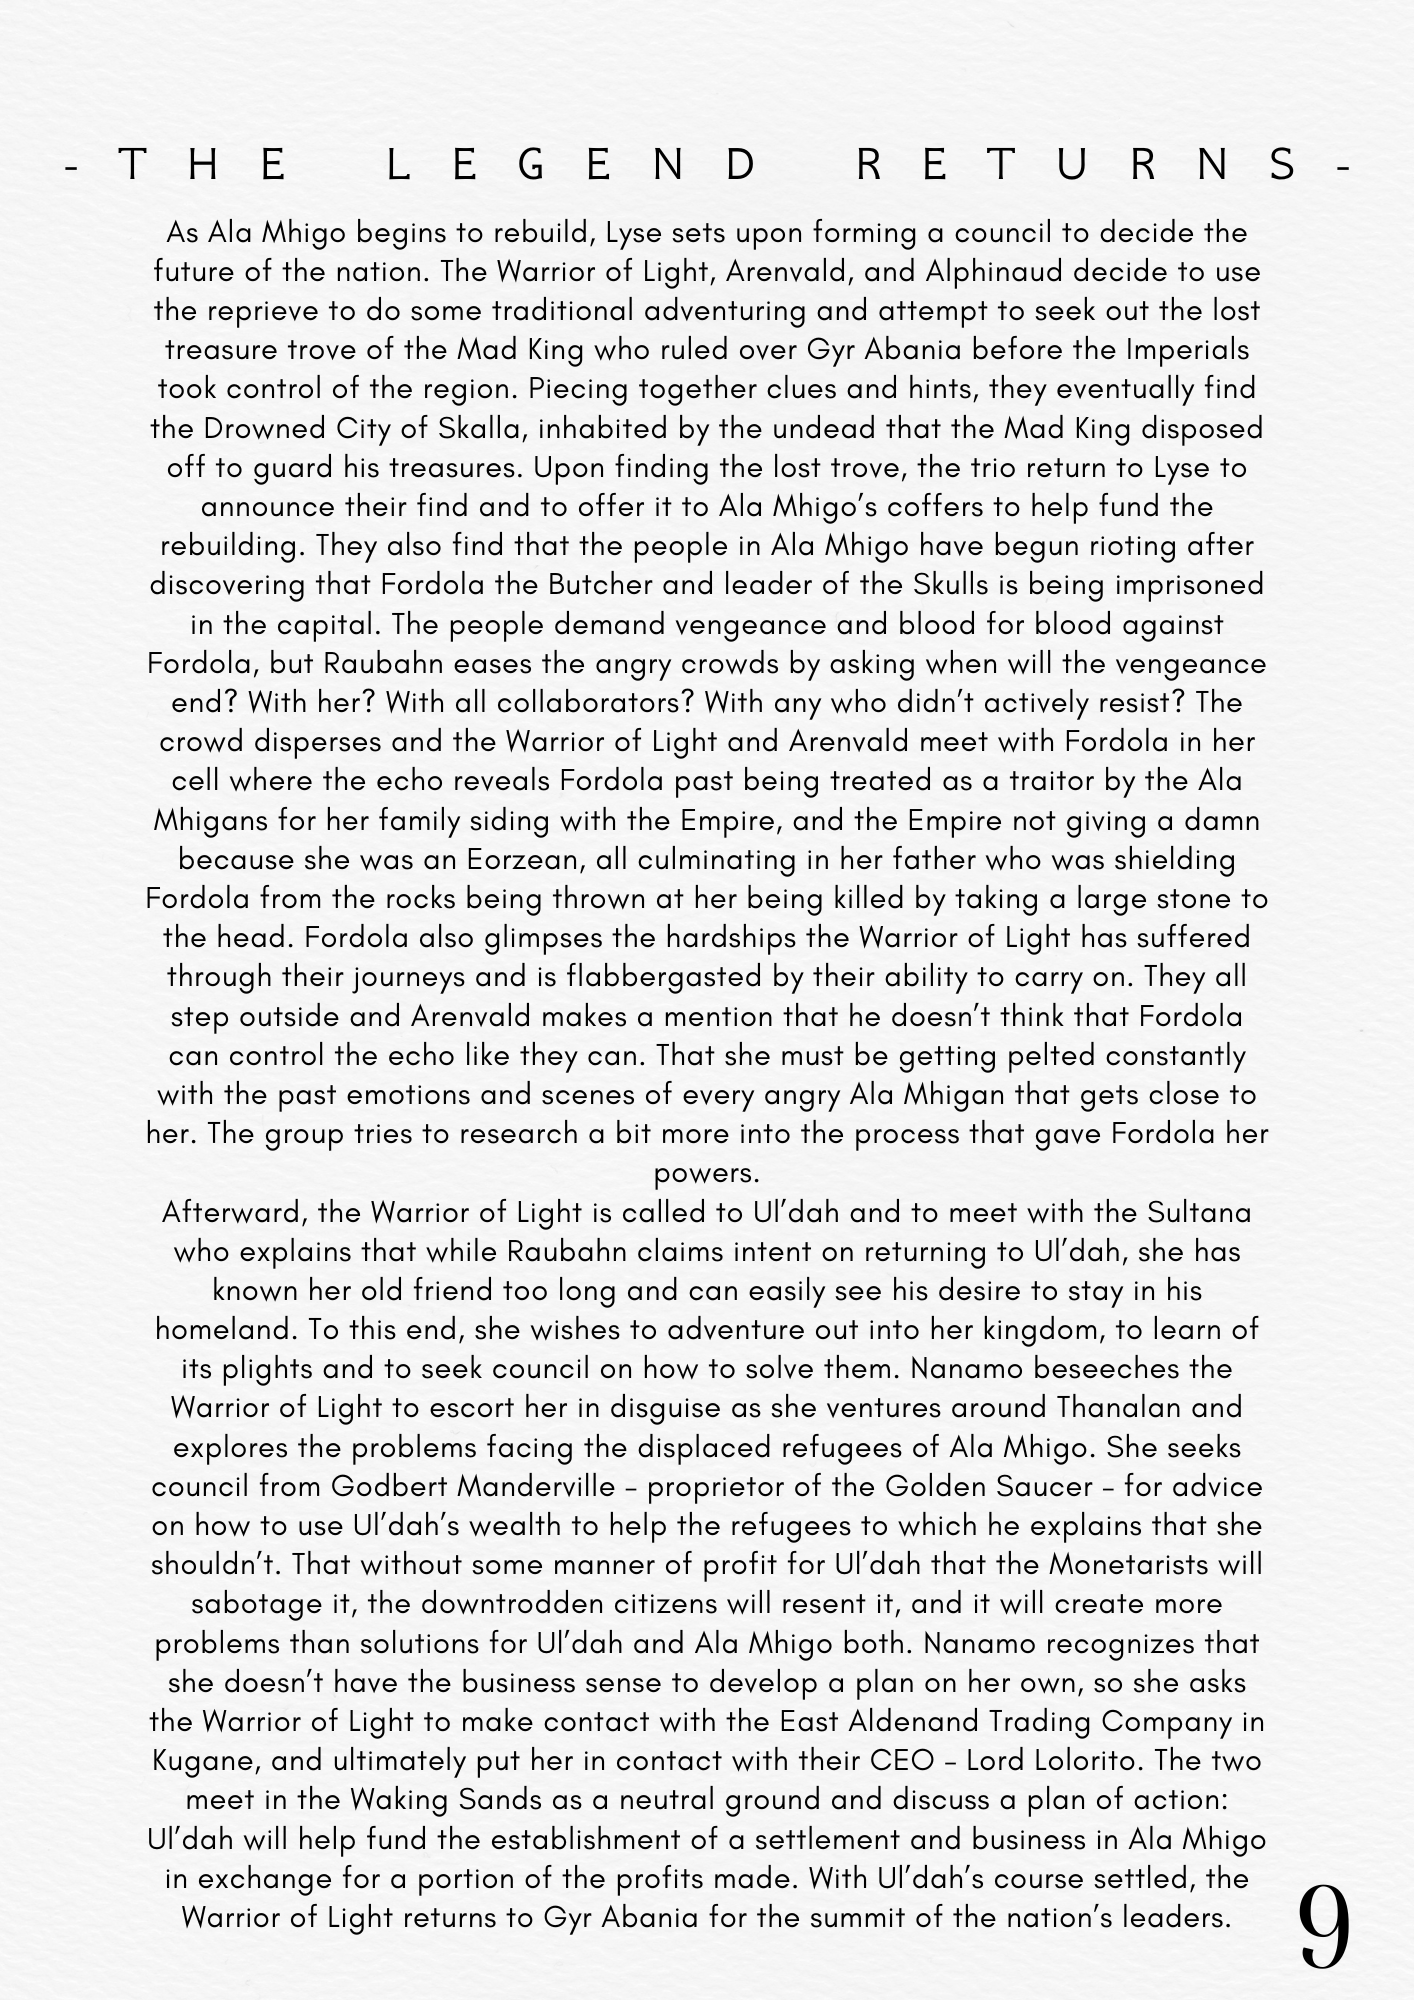 - THE LEGEND RETURNS -
As Ala Mhigo begins to rebuild, Lyse sets upon forming a council to decide the
future of the nation. The Warrior of Light, Arenvald, and Alphinaud decide to use
the reprieve to do some traditional adventuring and attempt to seek out the lost
treasure trove of the Mad King who ruled over Gyr Abania before the Imperials
took control of the region. Piecing together clues and hints, they eventually find
the Drowned City of Skalla, inhabited by the undead that the Mad King disposed
off to guard his treasures. Upon finding the lost trove, the trio return to Lyse to
announce their find and to offer it to Ala Mhigo’s coffers to help fund the
rebuilding. They also find that the people in Ala Mhigo have begun rioting after
discovering that Fordola the Butcher and leader of the Skulls is being imprisoned
in the capital. The people demand vengeance and blood for blood against
Fordola, but Raubahn eases the angry crowds by asking when will the vengeance
end? With her? With all collaborators? With any who didn’t actively resist? The
crowd disperses and the Warrior of Light and Arenvald meet with Fordola in her
cell where the echo reveals Fordola past being treated as a traitor by the Ala
Mhigans for her family siding with the Empire, and the Empire not giving a damn
because she was an Eorzean, all culminating in her father who was shielding
Fordola from the rocks being thrown at her being killed by taking a large stone to
the head. Fordola also glimpses the hardships the Warrior of Light has suffered
through their journeys and is flabbergasted by their ability to carry on. They all
step outside and Arenvald makes a mention that he doesn’t think that Fordola
can control the echo like they can. That she must be getting pelted constantly
with the past emotions and scenes of every angry Ala Mhigan that gets close to
her. The group tries to research a bit more into the process that gave Fordola her
powers.
Afterward, the Warrior of Light is called to Ul’dah and to meet with the Sultana
who explains that while Raubahn claims intent on returning to Ul’dah, she has
known her old friend too long and can easily see his desire to stay in his
homeland. To this end, she wishes to adventure out into her kingdom, to learn of
its plights and to seek council on how to solve them. Nanamo beseeches the
Warrior of Light to escort her in disguise as she ventures around Thanalan and
explores the problems facing the displaced refugees of Ala Mhigo. She seeks
council from Godbert Manderville – proprietor of the Golden Saucer – for advice
on how to use Ul’dah’s wealth to help the refugees to which he explains that she
shouldn’t. That without some manner of profit for Ul’dah that the Monetarists will
sabotage it, the downtrodden citizens will resent it, and it will create more
problems than solutions for Ul’dah and Ala Mhigo both. Nanamo recognizes that
she doesn’t have the business sense to develop a plan on her own, so she asks
the Warrior of Light to make contact with the East Aldenand Trading Company in
Kugane, and ultimately put her in contact with their CEO – Lord Lolorito. The two
meet in the Waking Sands as a neutral ground and discuss a plan of action:
Ul’dah will help fund the establishment of a settlement and business in Ala Mhigo
in exchange for a portion of the profits made. With Ul’dah’s course settled, the
Warrior of Light returns to Gyr Abania for the summit of the nation’s leaders.
9